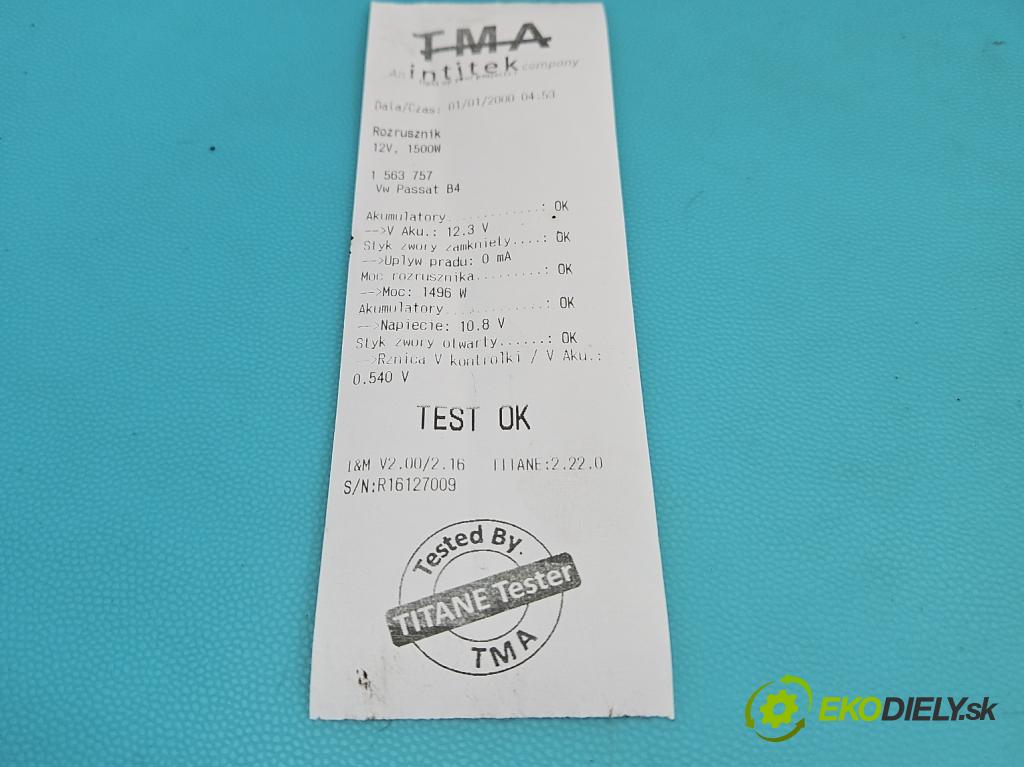 TMA
An intitek company
Data/Czas: 01/01/2000 04:53
Rozrusznik
12V, 1500W
1 563 757
Vw Passat B4
Akumulatory..............: OK
-->V Aku.: 12.3 V
Styk zwory zamkniety....: OK
-->Uplyw pradu: 0 mA
Moc rozrusznika.........: OK
-->Moc: 1496 W
Akumulatory..............: OK
-->Napiecie: 10.8 V
Styk zwory otwarty......: OK
-->Rznica V kontrolki / V Aku.:
0.540 V
TEST OK
I&M V2.00/2.16 TITANE:2.22.0
S/N:R16127009
Tested By.
TITANE Tester
TMA
EKODIELY.sk